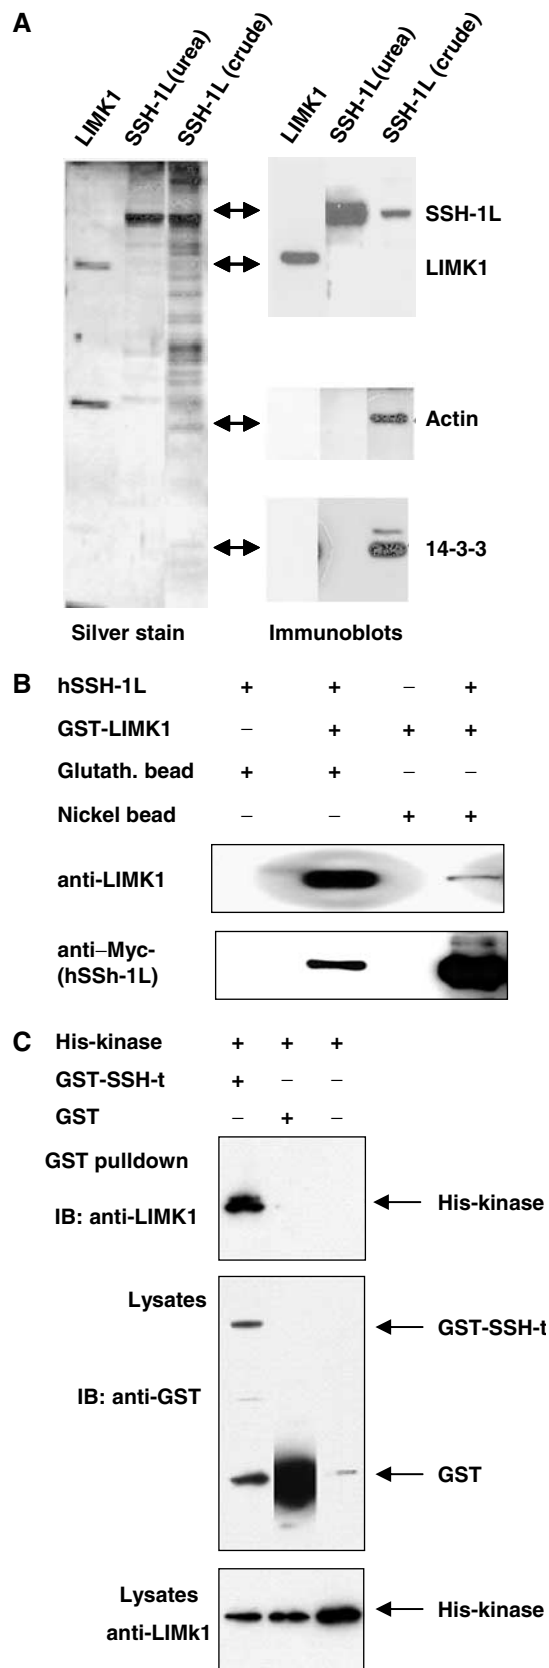 A
LIMK1 SSH-1L(urea) SSH-1L (crude) LIMK1 SSH-1L(urea) SSH-1L (crude)
SSH-1L
LIMK1
Actin
14-3-3
Silver stain Immunoblots
B hSSH-1L + + – +
GST-LIMK1 – + + +
Glutath. bead + + – –
Nickel bead – – + +
anti-LIMK1
anti–Myc-
(hSSh-1L)
C His-kinase + + +
GST-SSH-t + – –
GST – + –
GST pulldown
IB: anti-LIMK1 His-kinase
Lysates
GST-SSH-t
IB: anti-GST
GST
Lysates His-kinase
anti-LIMk1